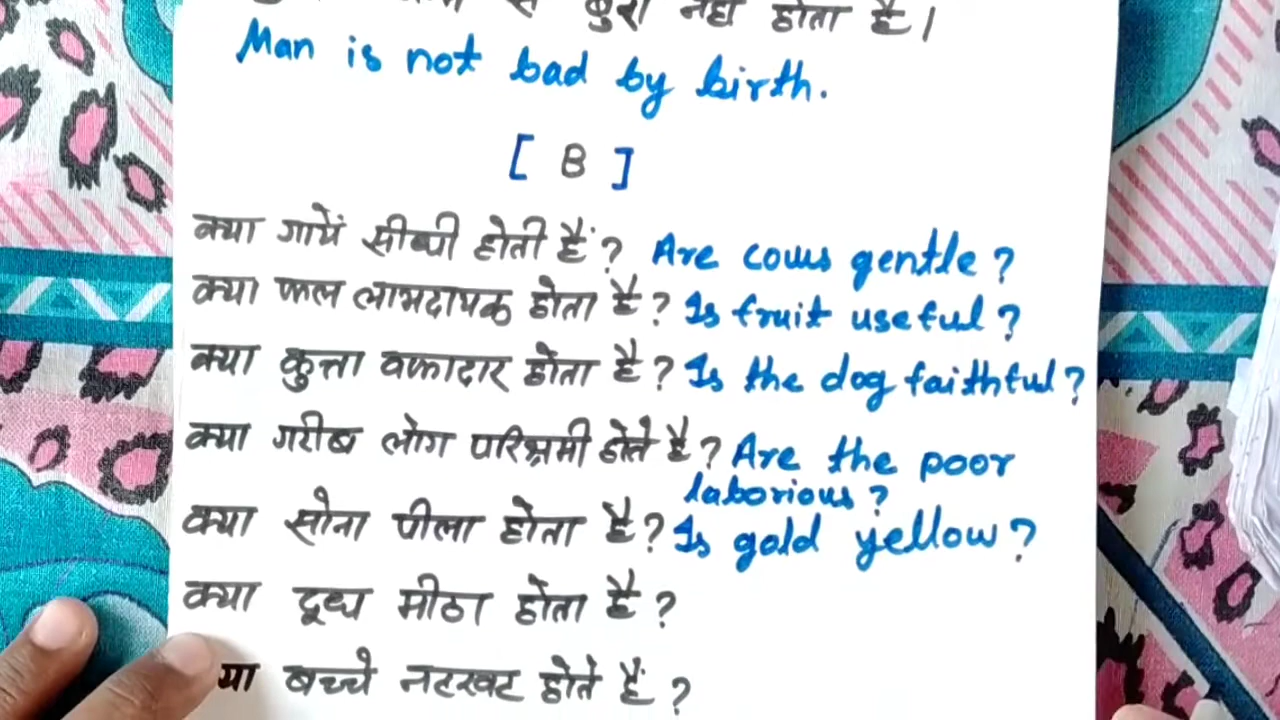 से बुरा नहीं होता है।
Man is not bad by birth.
[ B ]
क्या गायें सीधी होती हैं? Are cows gentle?
क्या फल लाभदायक होता है? Is fruit useful?
क्या कुत्ता वफादार होता है? Is the dog faithful?
क्या गरीब लोग परिश्रमी होते है? Are the poor
laborious?
क्या सोना पीला होता है? Is gold yellow?
क्या दूध मीठा होता है?
या बच्चे नटखट होते हैं?